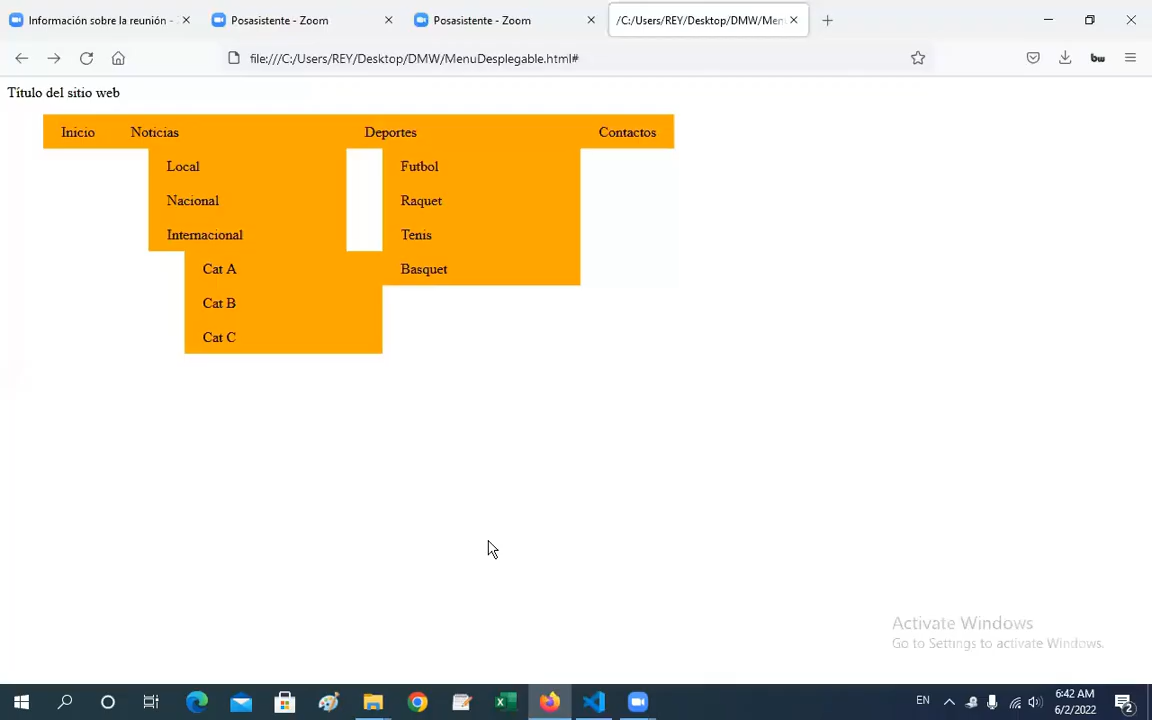 Información sobre la reunión -
Posasistente - Zoom
Posasistente - Zoom
/C:/Users/REY/Desktop/DMW/Men
file:///C:/Users/REY/Desktop/DMW/MenuDesplegable.html#
bw
Título del sitio web
Inicio Noticias Deportes Contactos
Local Futbol
Nacional Raquet
Internacional Tenis
Cat A Basquet
Cat B
Cat C
Activate Windows
Go to Settings to activate Windows.
EN
6:42 AM
6/2/2022
2